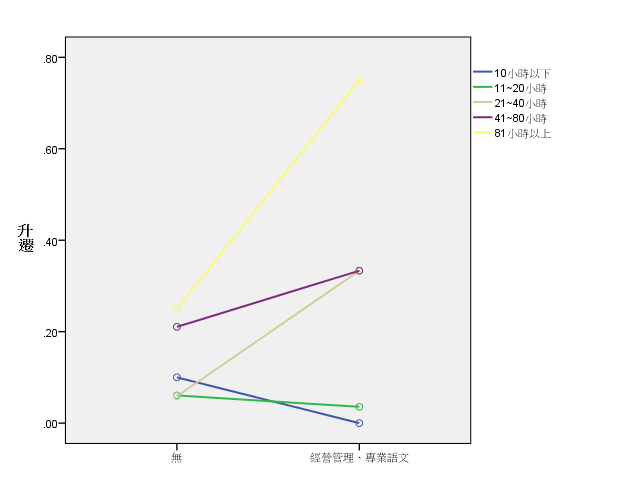 .80
.60
.40
.20
.00
升遷
無
經營管理、專業語文
10小時以下
11~20小時
21~40小時
41~80小時
81小時以上